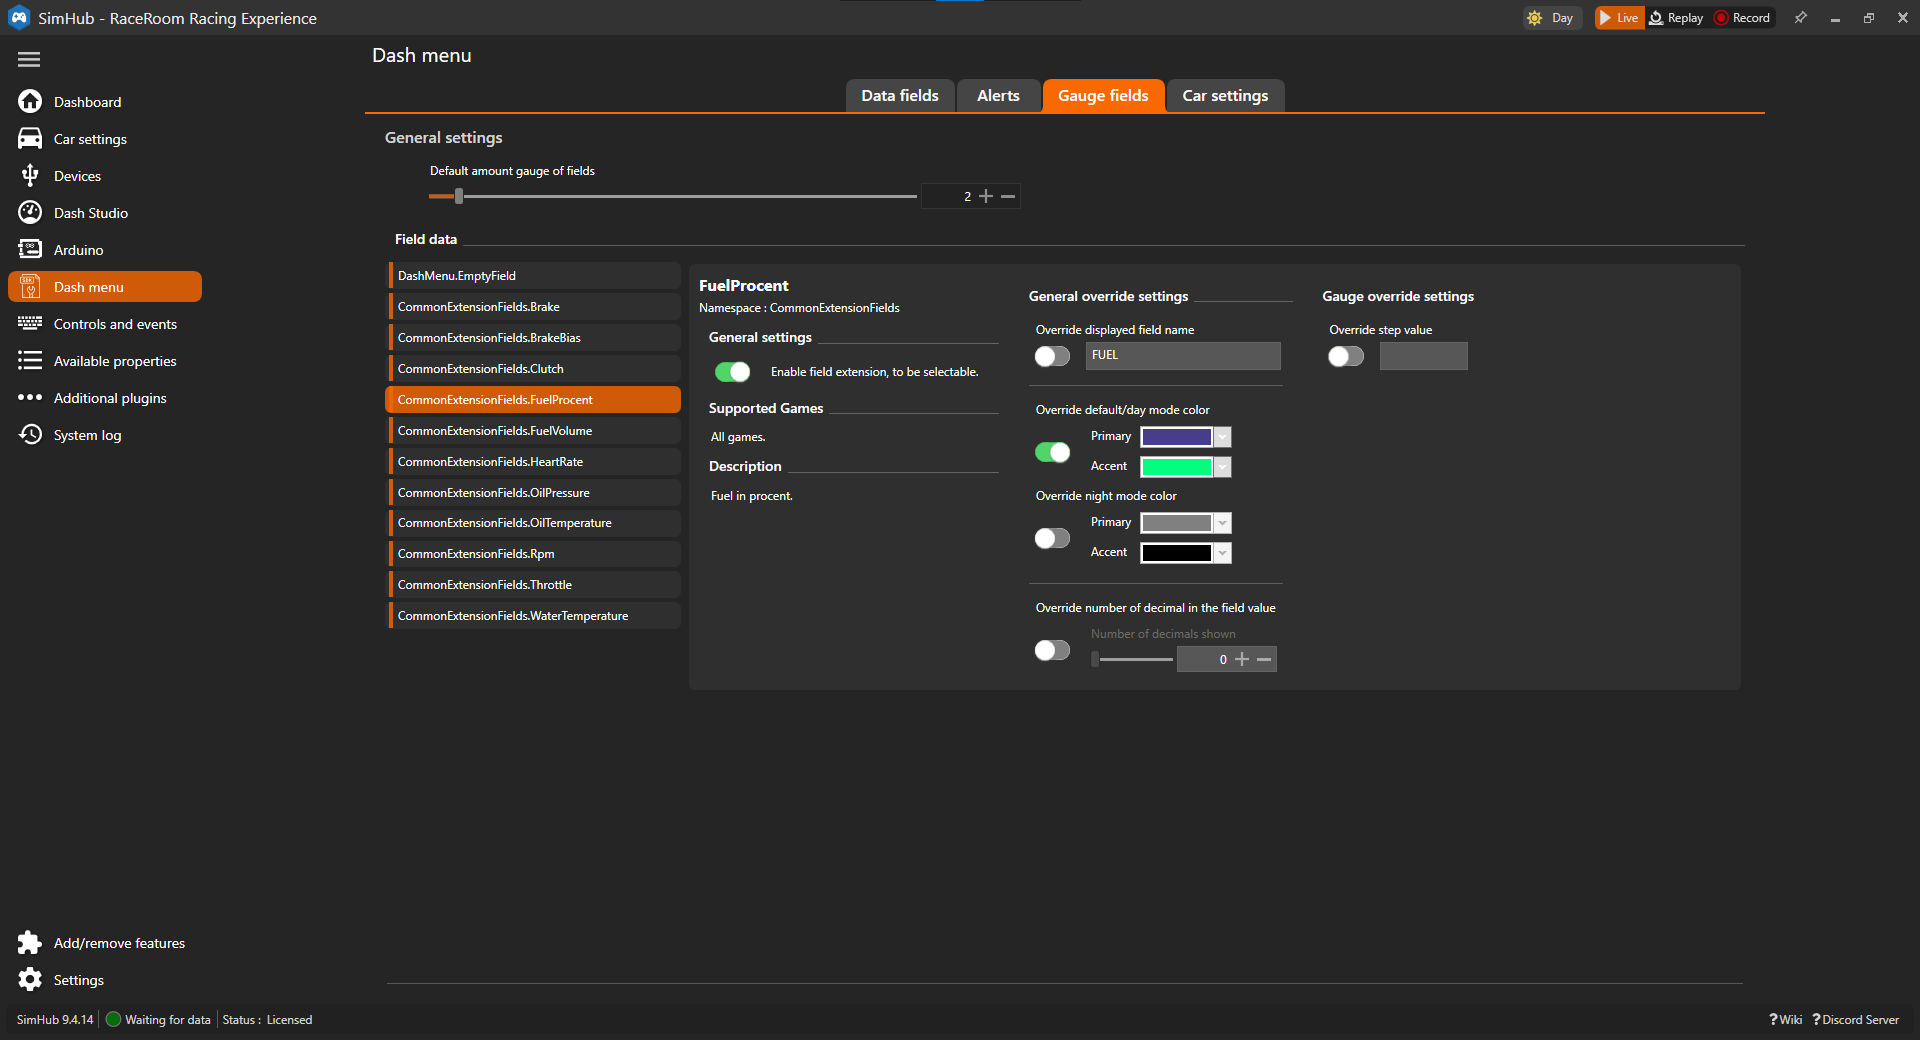 SimHub - RaceRoom Racing Experience
Day
Live
Replay
Record
Dashboard
Car settings
Devices
Dash Studio
Arduino
Dash menu
Controls and events
Available properties
Additional plugins
System log
Add/remove features
Settings
Dash menu
Data fields
Alerts
Gauge fields
Car settings
General settings
Default amount gauge of fields
2
Field data
DashMenu.EmptyField
CommonExtensionFields.Brake
CommonExtensionFields.BrakeBias
CommonExtensionFields.Clutch
CommonExtensionFields.FuelProcent
CommonExtensionFields.FuelVolume
CommonExtensionFields.HeartRate
CommonExtensionFields.OilPressure
CommonExtensionFields.OilTemperature
CommonExtensionFields.Rpm
CommonExtensionFields.Throttle
CommonExtensionFields.WaterTemperature
FuelProcent
Namespace : CommonExtensionFields
General settings
Enable field extension, to be selectable.
Supported Games
All games.
Description
Fuel in procent.
General override settings
Override displayed field name
FUEL
Override default/day mode color
Primary
Accent
Override night mode color
Primary
Accent
Override number of decimal in the field value
Number of decimals shown
0
Gauge override settings
Override step value
SimHub 9.4.14
Waiting for data
Status : Licensed
?Wiki
?Discord Server